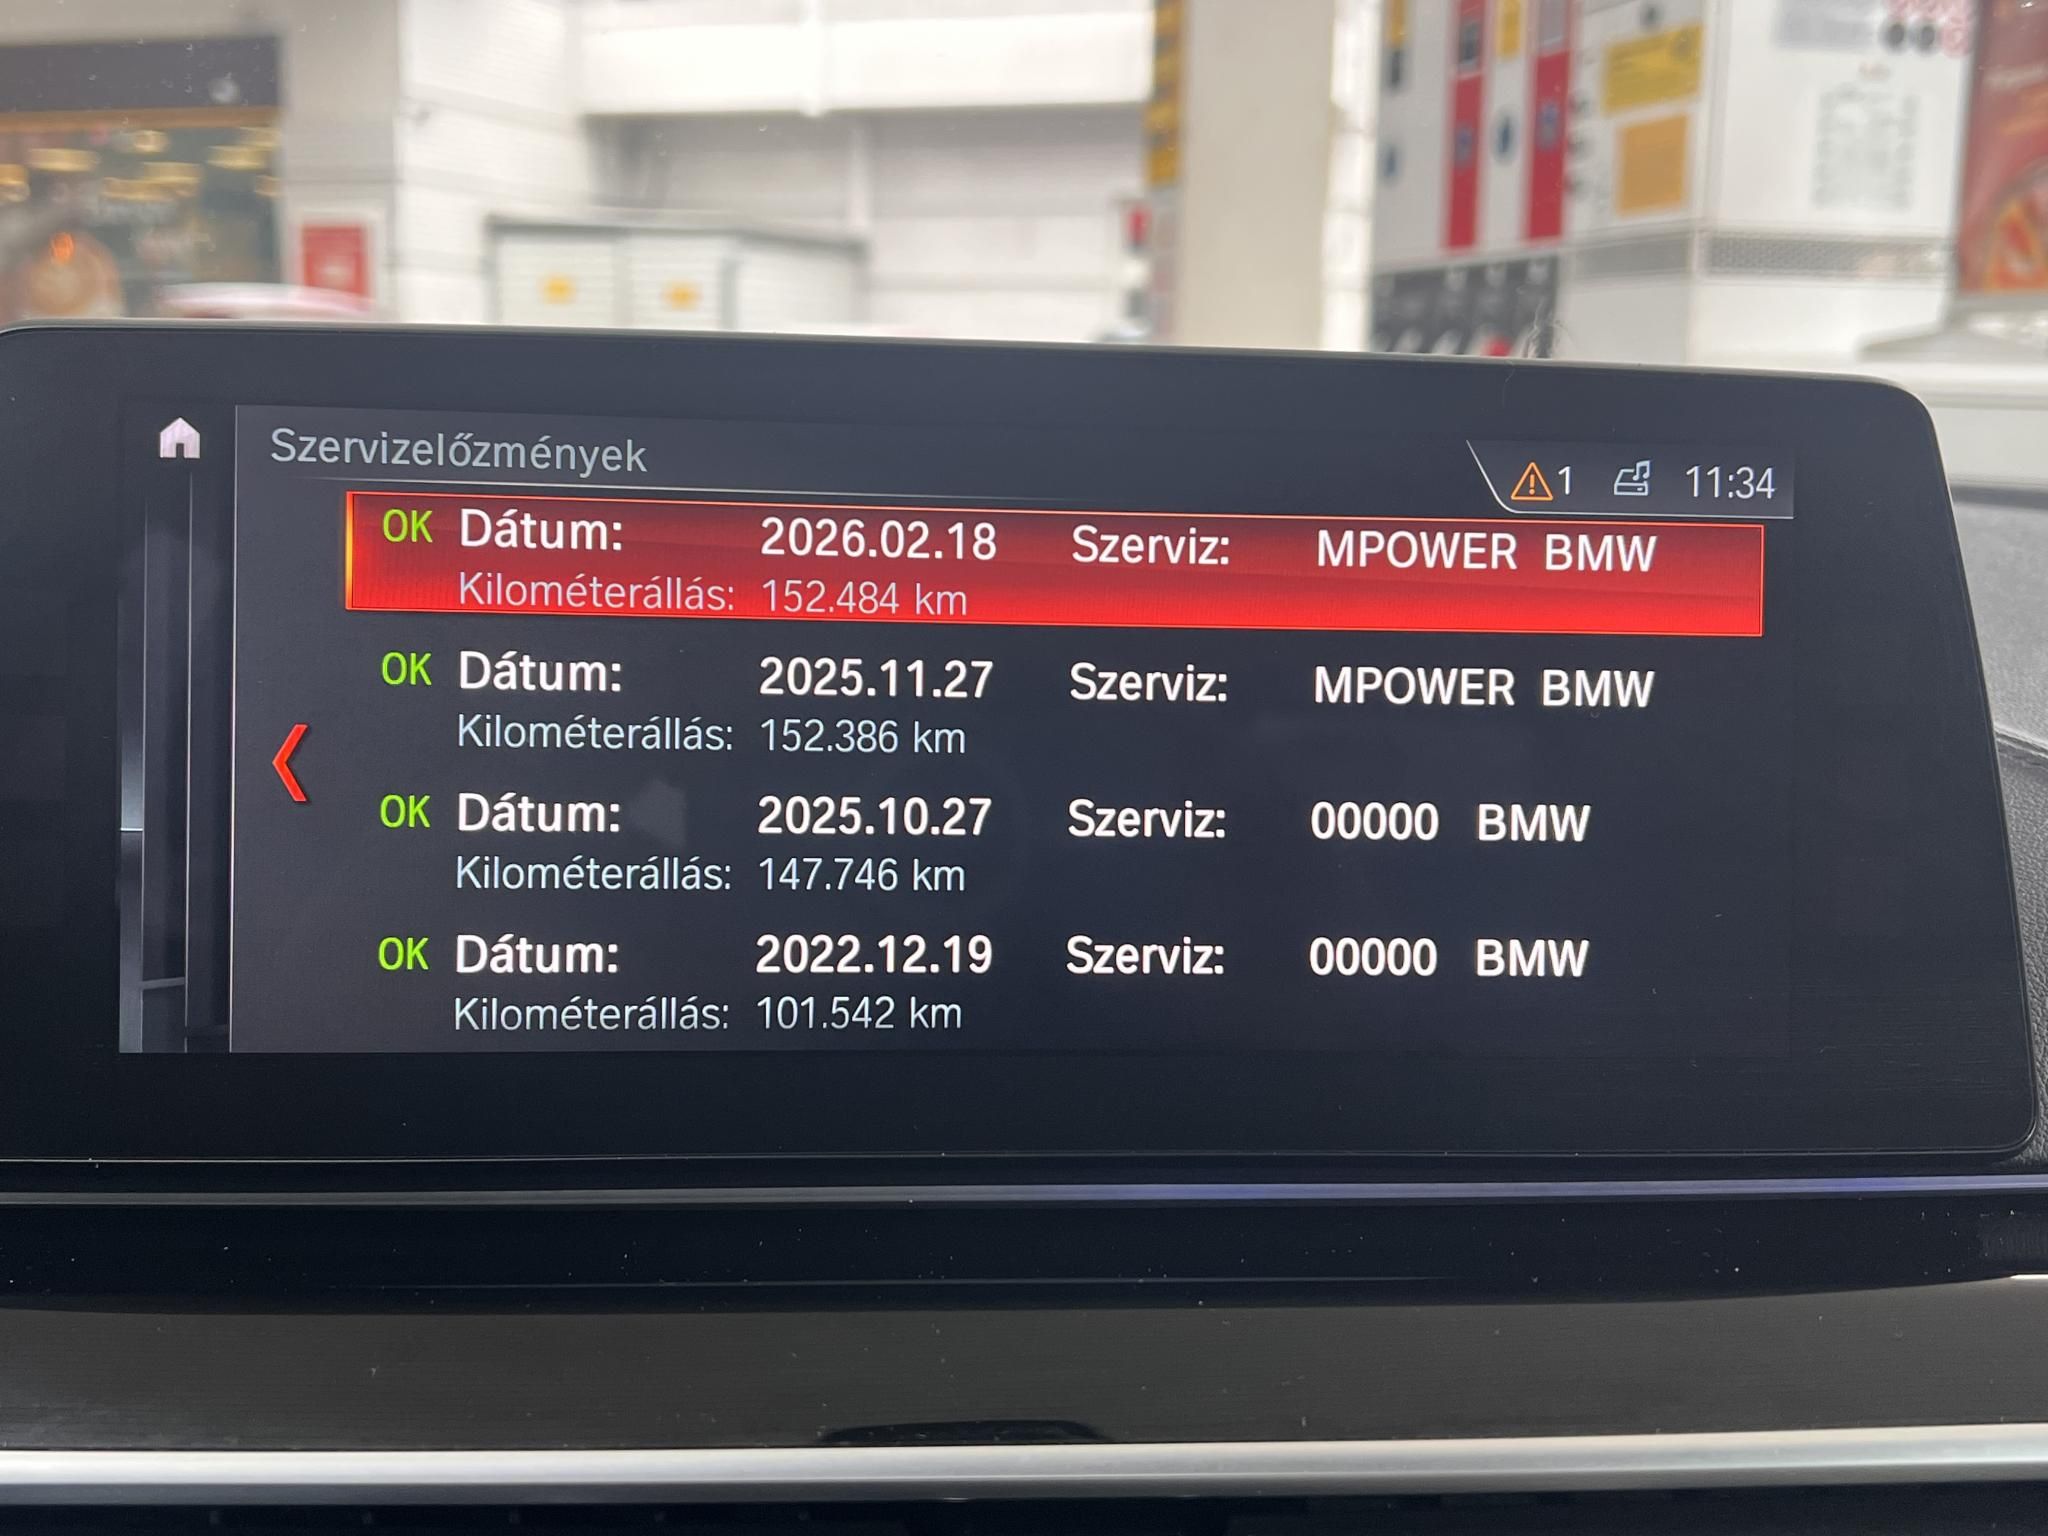 Szervizelőzmények
1 11:34
OK Dátum: 2026.02.18 Szerviz: MPOWER BMW
Kilométerállás: 152.484 km
OK Dátum: 2025.11.27 Szerviz: MPOWER BMW
Kilométerállás: 152.386 km
OK Dátum: 2025.10.27 Szerviz: 00000 BMW
Kilométerállás: 147.746 km
OK Dátum: 2022.12.19 Szerviz: 00000 BMW
Kilométerállás: 101.542 km